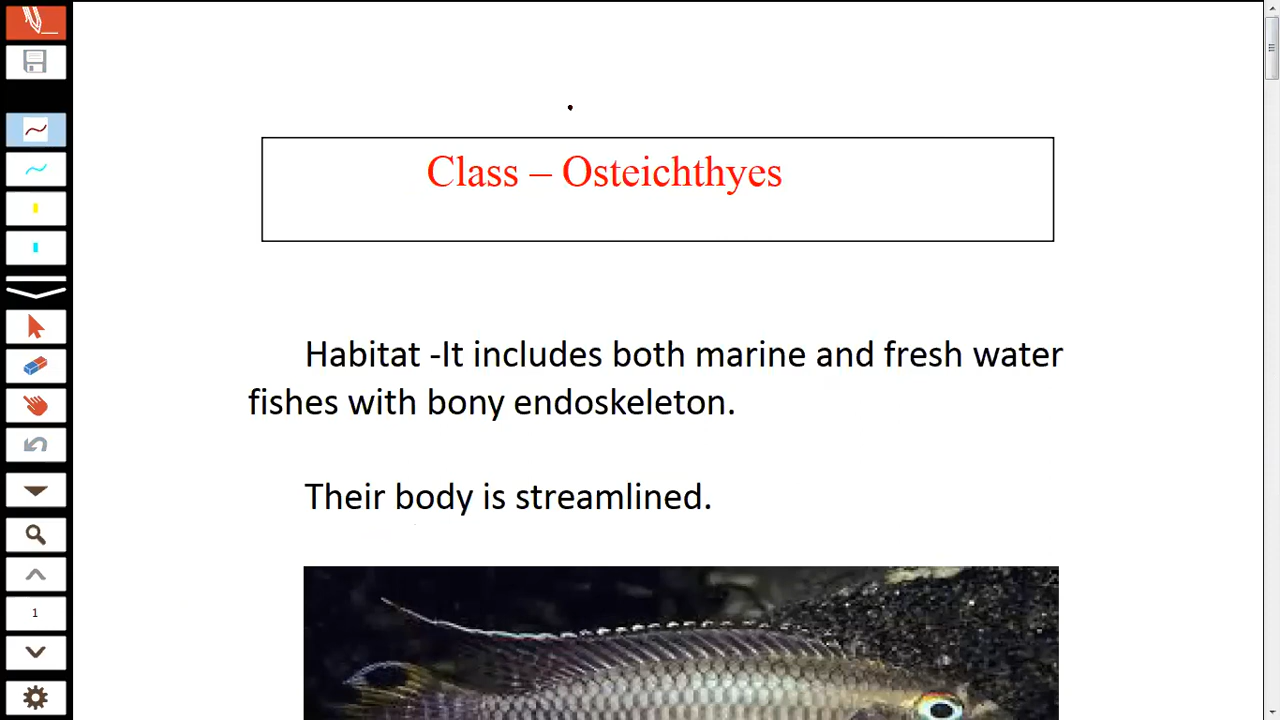 Class – Osteichthyes
Habitat -It includes both marine and fresh water
fishes with bony endoskeleton.
Their body is streamlined.
1